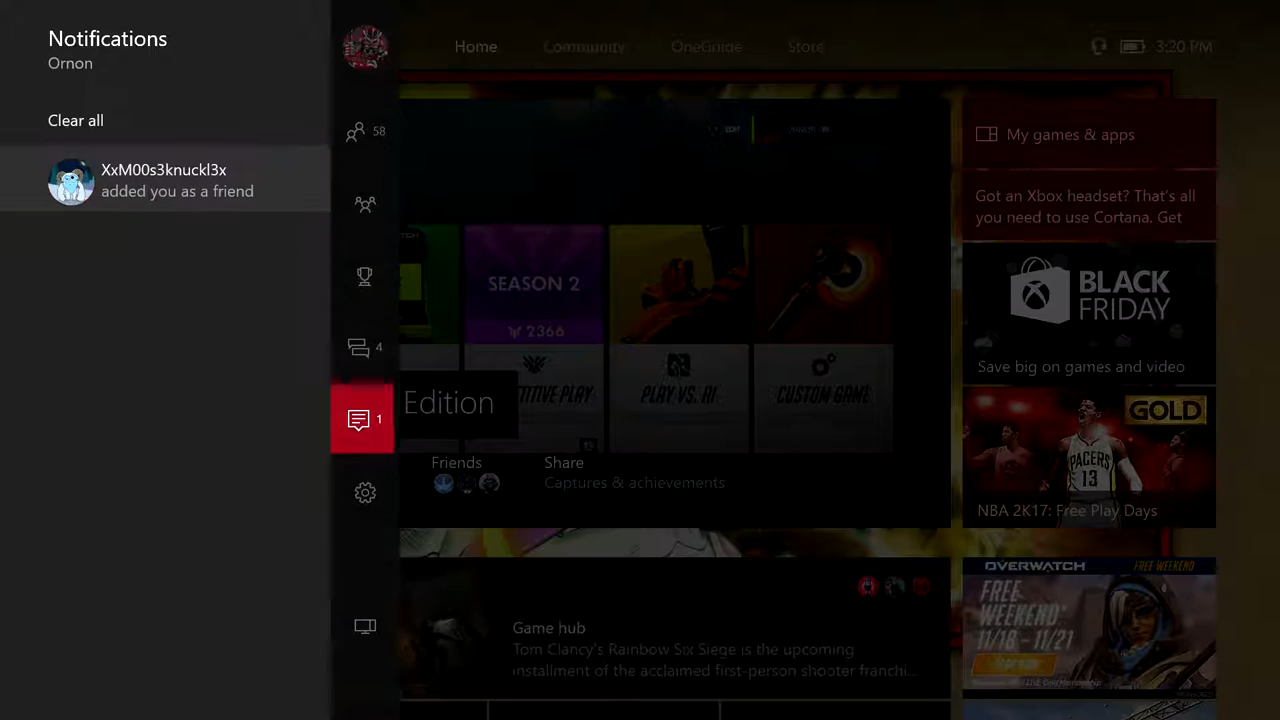 Notifications
Ornon
Clear all
XxM00s3knuckl3x
added you as a friend
58
4
1
Home
Community
OneGuide
Store
3:20 PM
SEASON 2
2368
TITIVE PLAY
PLAY VS. AI
CUSTOM GAME
Edition
Friends
Share
Captures & achievements
Game hub
Tom Clancy's Rainbow Six Siege is the upcoming
installment of the acclaimed first-person shooter franchi...
My games & apps
Got an Xbox headset? That's all
you need to use Cortana. Get
BLACK
FRIDAY
Save big on games and video
GOLD
PACERS
13
NBA 2K17: Free Play Days
OVERWATCH
FREE WEEKEND
FREE
WEEKEND
11/18 - 11/21